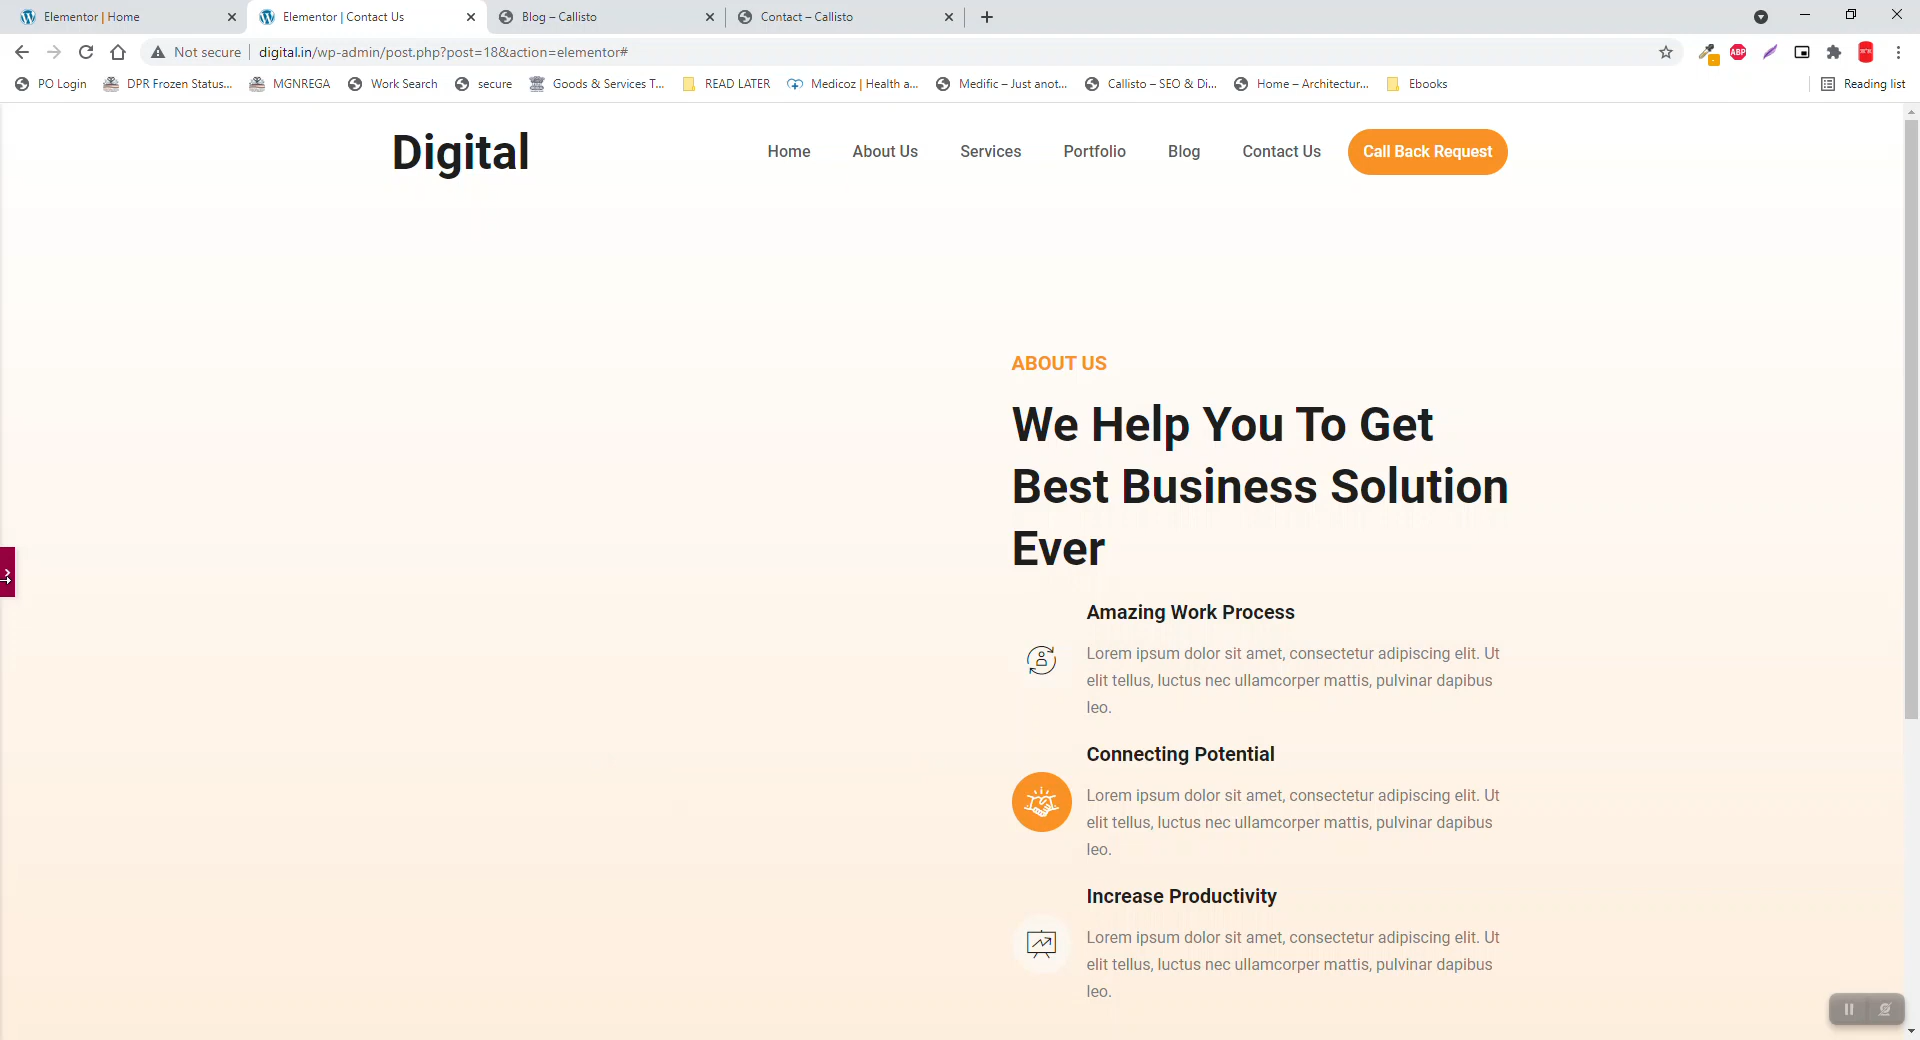 Elementor | Home
Elementor | Contact Us
Blog – Callisto
Contact – Callisto
Not secure
digital.in/wp-admin/post.php?post=18&action=elementor#
ABP
PO Login
DPR Frozen Status...
MGNREGA
Work Search
secure
Goods & Services T...
READ LATER
Medicoz | Health a...
Medific – Just anot...
Callisto – SEO & Di...
Home – Architectur...
Ebooks
Reading list
Digital
Home
About Us
Services
Portfolio
Blog
Contact Us
Call Back Request
ABOUT US
We Help You To Get
Best Business Solution
Ever
Amazing Work Process
Lorem ipsum dolor sit amet, consectetur adipiscing elit. Ut
elit tellus, luctus nec ullamcorper mattis, pulvinar dapibus
leo.
Connecting Potential
Lorem ipsum dolor sit amet, consectetur adipiscing elit. Ut
elit tellus, luctus nec ullamcorper mattis, pulvinar dapibus
leo.
Increase Productivity
Lorem ipsum dolor sit amet, consectetur adipiscing elit. Ut
elit tellus, luctus nec ullamcorper mattis, pulvinar dapibus
leo.